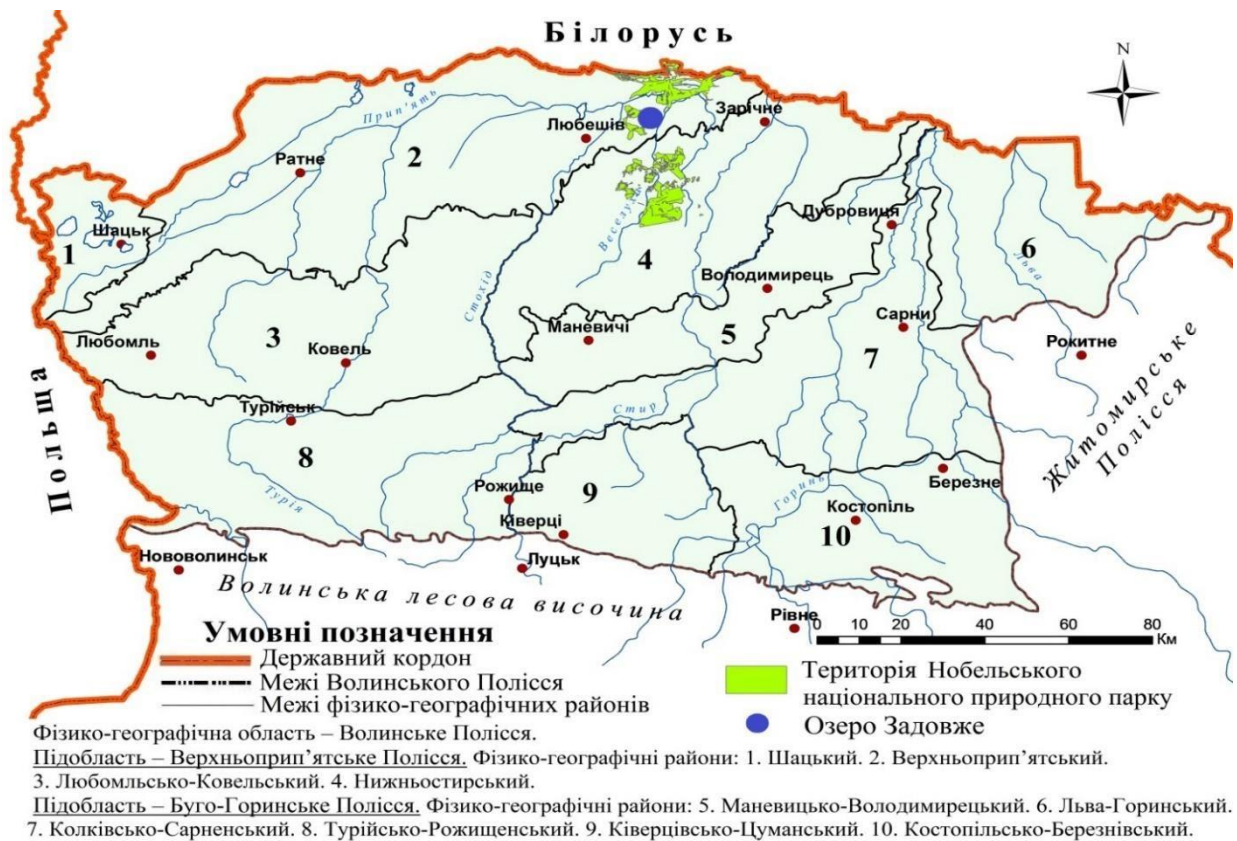 Білорусь
N
Прип'ять
Зарічне
Любешів
Ратне
2
Дубровиця
Шацьк
1
Веселуха
4
6
Льва
Володимирець
Стохід
Сарни
Маневичі
5
Любомль
3
Ковель
7
Рокитне
Польща
Турійськ
Стир
Житомирське
Полісся
8
Березне
Рожище
9
Горинь
Турія
Костопіль
Ківерці
10
Нововолинськ
Луцьк
Волинська лесова височина
Рівне
0 10 20 40 60 80
Км
Умовні позначення
Державний кордон
Межі Волинського Полісся
Межі фізико-географічних районів
Територія Нобельського
національного природного парку
Озеро Задовже
Фізико-географічна область – Волинське Полісся.
Підобласть – Верхньоприп’ятське Полісся. Фізико-географічні райони: 1. Шацький. 2. Верхньоприп’ятський.
3. Любомльсько-Ковельський. 4. Нижньостирський.
Підобласть – Буго-Горинське Полісся. Фізико-географічні райони: 5. Маневицько-Володимирецький. 6. Льва-Горинський.
7. Колківсько-Сарненський. 8. Турійсько-Рожищенський. 9. Ківерцівсько-Цуманський. 10. Костопільсько-Березнівський.